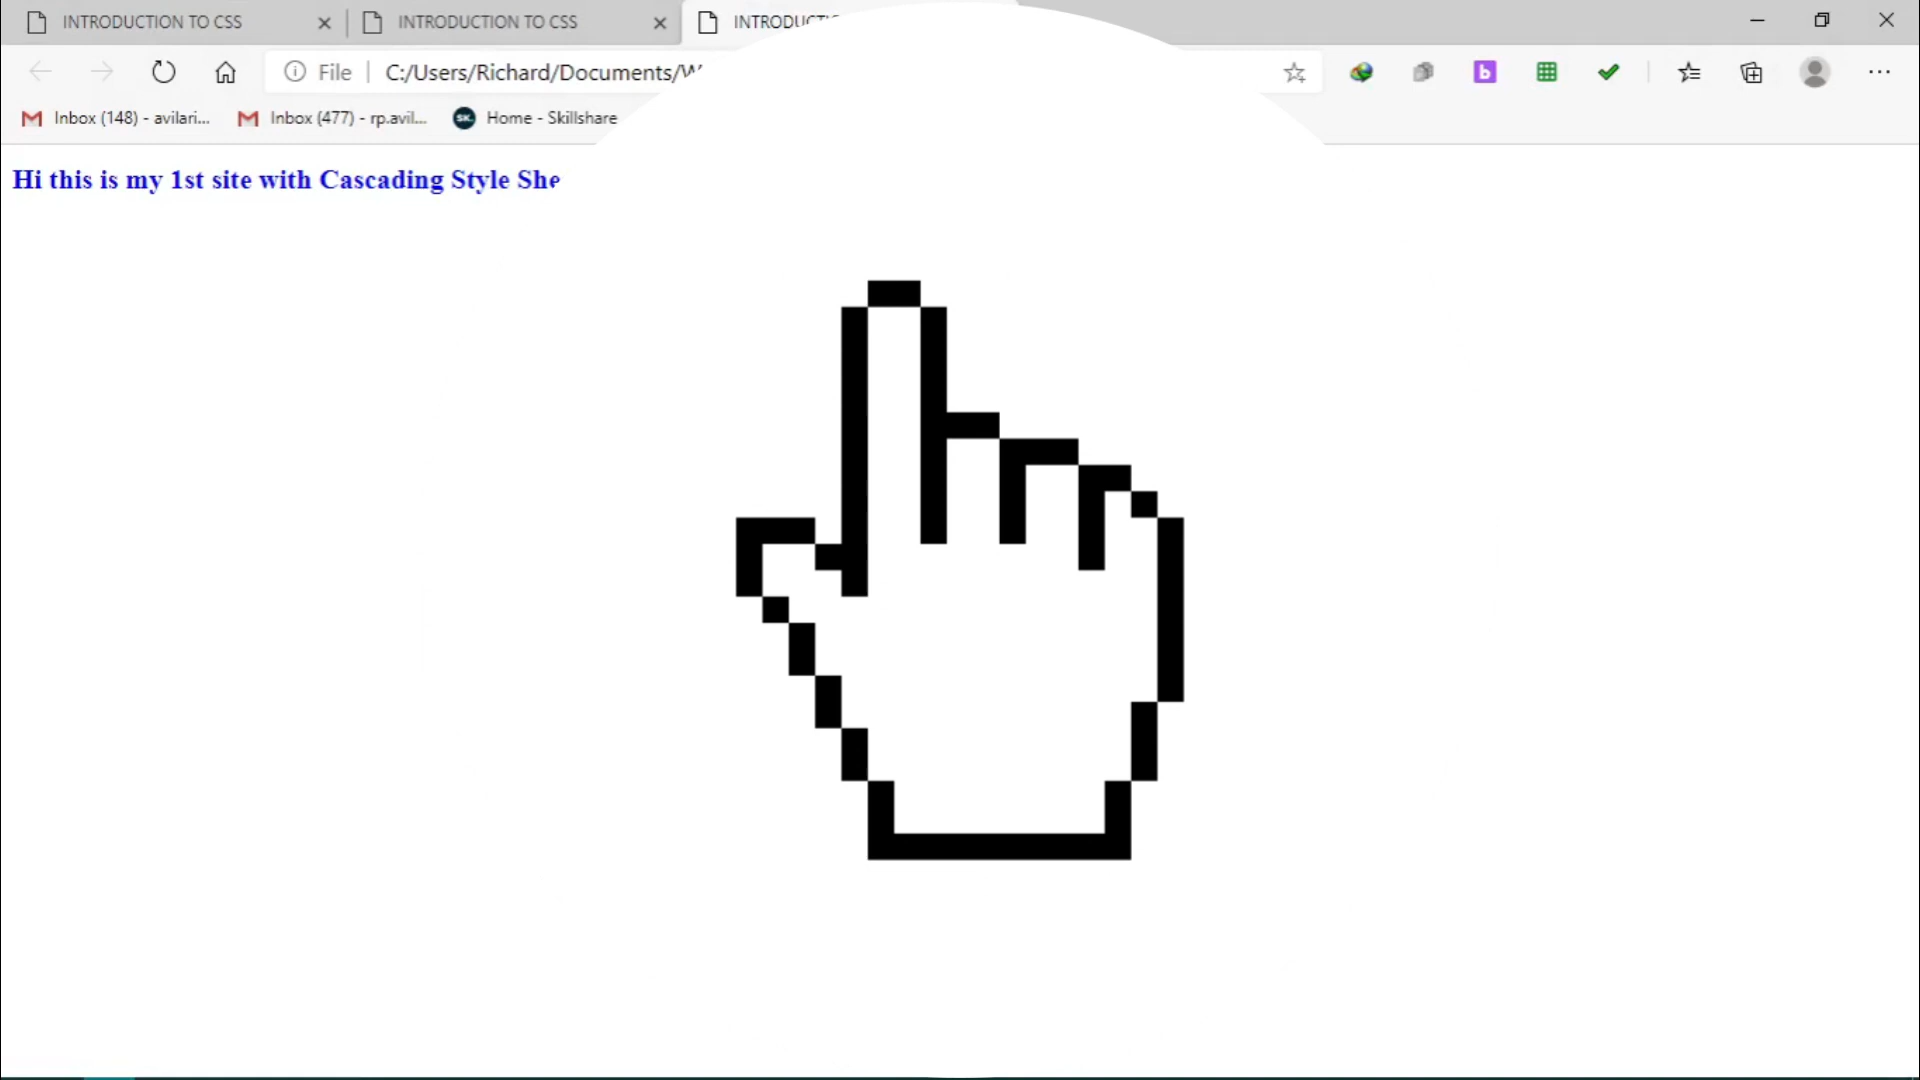 INTRODUCTION TO CSS
INTRODUCTION TO CSS
File
C:/Users/Richard/Documents/
Inbox (148) - avilari...
Inbox (477) - rp.avil...
SK.
Home - Skillshare
b
Hi this is my 1st site with Cascading Style